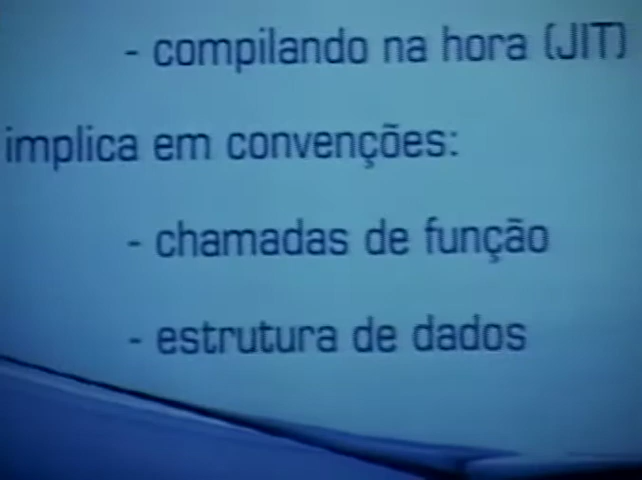 - compilando na hora (JIT)
implica em convenções:
- chamadas de função
- estrutura de dados